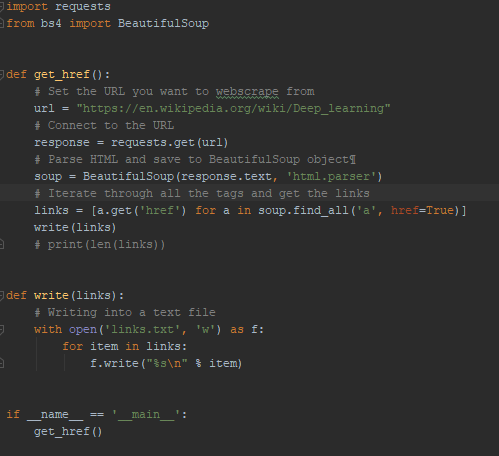 import requests
from bs4 import BeautifulSoup
def get_href():
# Set the URL you want to webscrape from
url = "https://en.wikipedia.org/wiki/Deep_learning"
# Connect to the URL
response = requests.get(url)
# Parse HTML and save to BeautifulSoup object¶
soup = BeautifulSoup(response.text, 'html.parser')
# Iterate through all the tags and get the links
links = [a.get('href') for a in soup.find_all('a', href=True)]
write(links)
# print(len(links))
def write(links):
# Writing into a text file
with open('links.txt', 'w') as f:
for item in links:
f.write("%s\n" % item)
if __name__ == '__main__':
get_href()